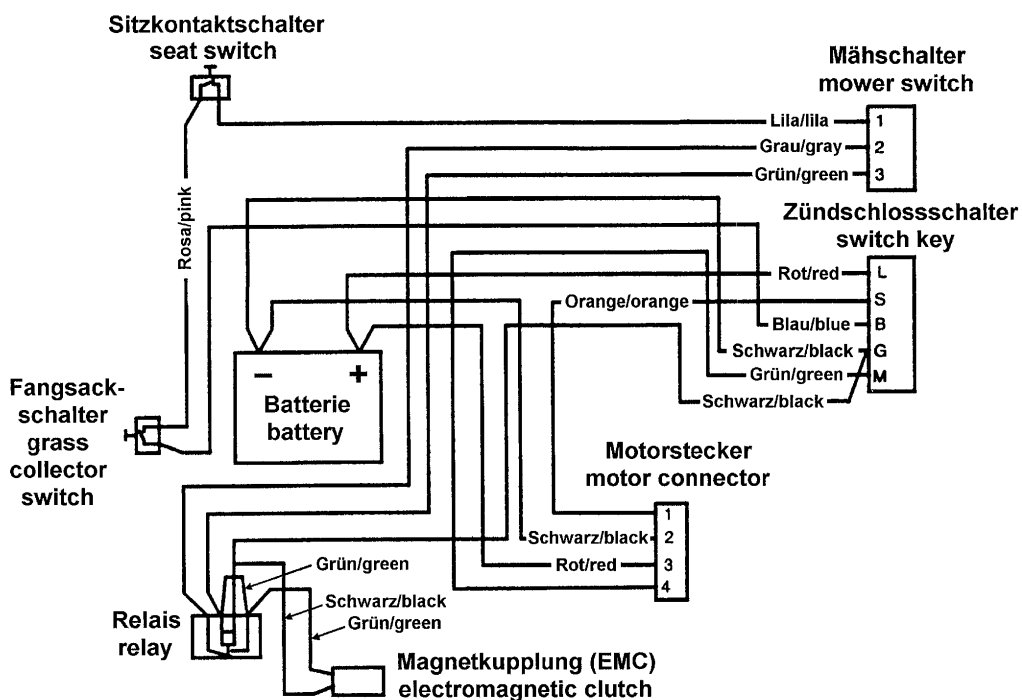 Sitzkontaktschalter
seat switch
Mähschalter
mower switch
Lila/lila
1
Grau/gray
2
Grün/green
3
Rosa/pink
Zündschlossschalter
switch key
Rot/red
L
Orange/orange
S
Blau/blue
B
Schwarz/black
G
Grün/green
M
Schwarz/black
− +
Batterie
battery
Fangsack-
schalter
grass
collector
switch
Motorstecker
motor connector
1
Schwarz/black
2
Rot/red
3
4
Grün/green
Schwarz/black
Grün/green
Relais
relay
Magnetkupplung (EMC)
electromagnetic clutch